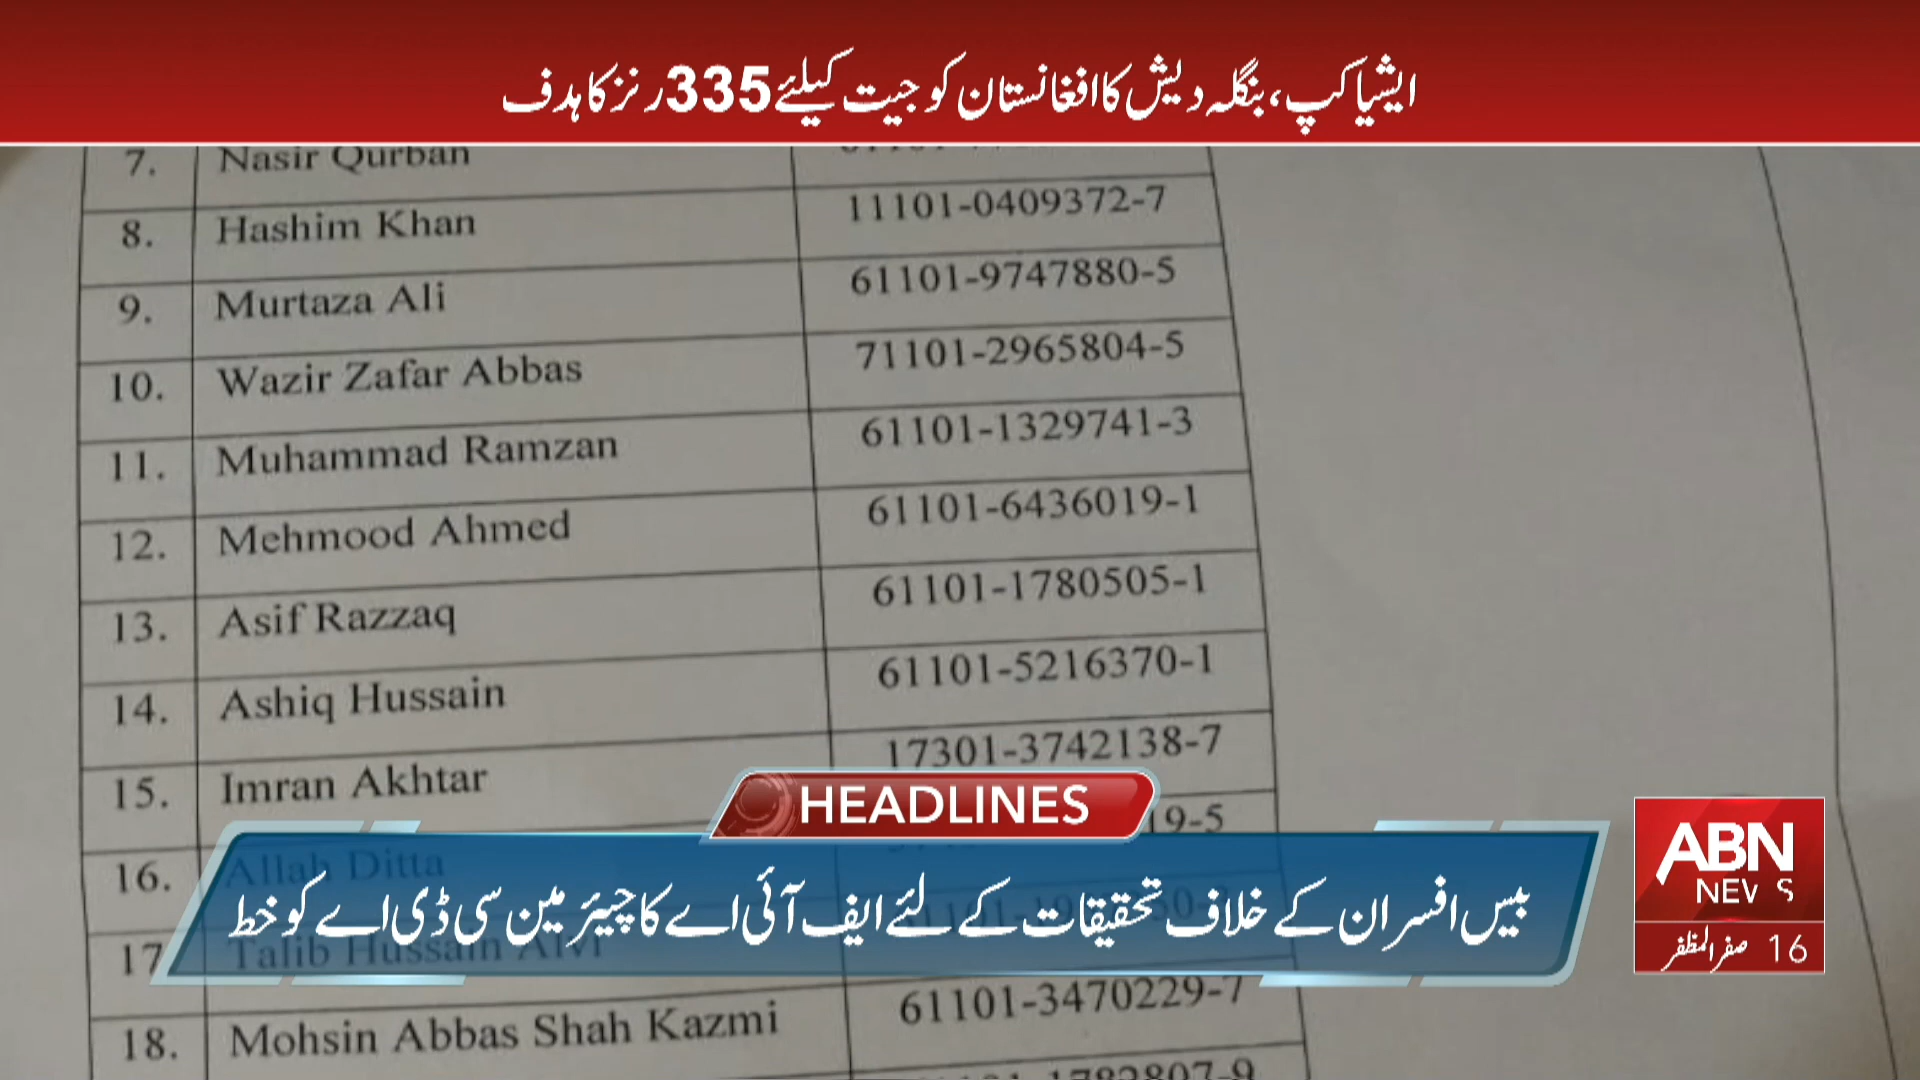 ایشیا کپ، بنگلہ دیش کا افغانستان کو جیت کیلئے 335 رنز کا ہدف
7. Nasir Qurban
8. Hashim Khan 11101-0409372-7
9. Murtaza Ali 61101-9747880-5
10. Wazir Zafar Abbas 71101-2965804-5
11. Muhammad Ramzan 61101-1329741-3
12. Mehmood Ahmed 61101-6436019-1
13. Asif Razzaq 61101-1780505-1
14. Ashiq Hussain 61101-5216370-1
15. Imran Akhtar 17301-3742138-7
16. Allah Ditta 19-5
17 Talib Hussain Alvi
18. Mohsin Abbas Shah Kazmi 61101-3470229-7
1782807-9
HEADLINES
بیس افسران کے خلاف تحقیقات کے لئے ایف آئی اے کا چیئرمین سی ڈی اے کو خط
ABN
NEWS
16 صفر المظفر